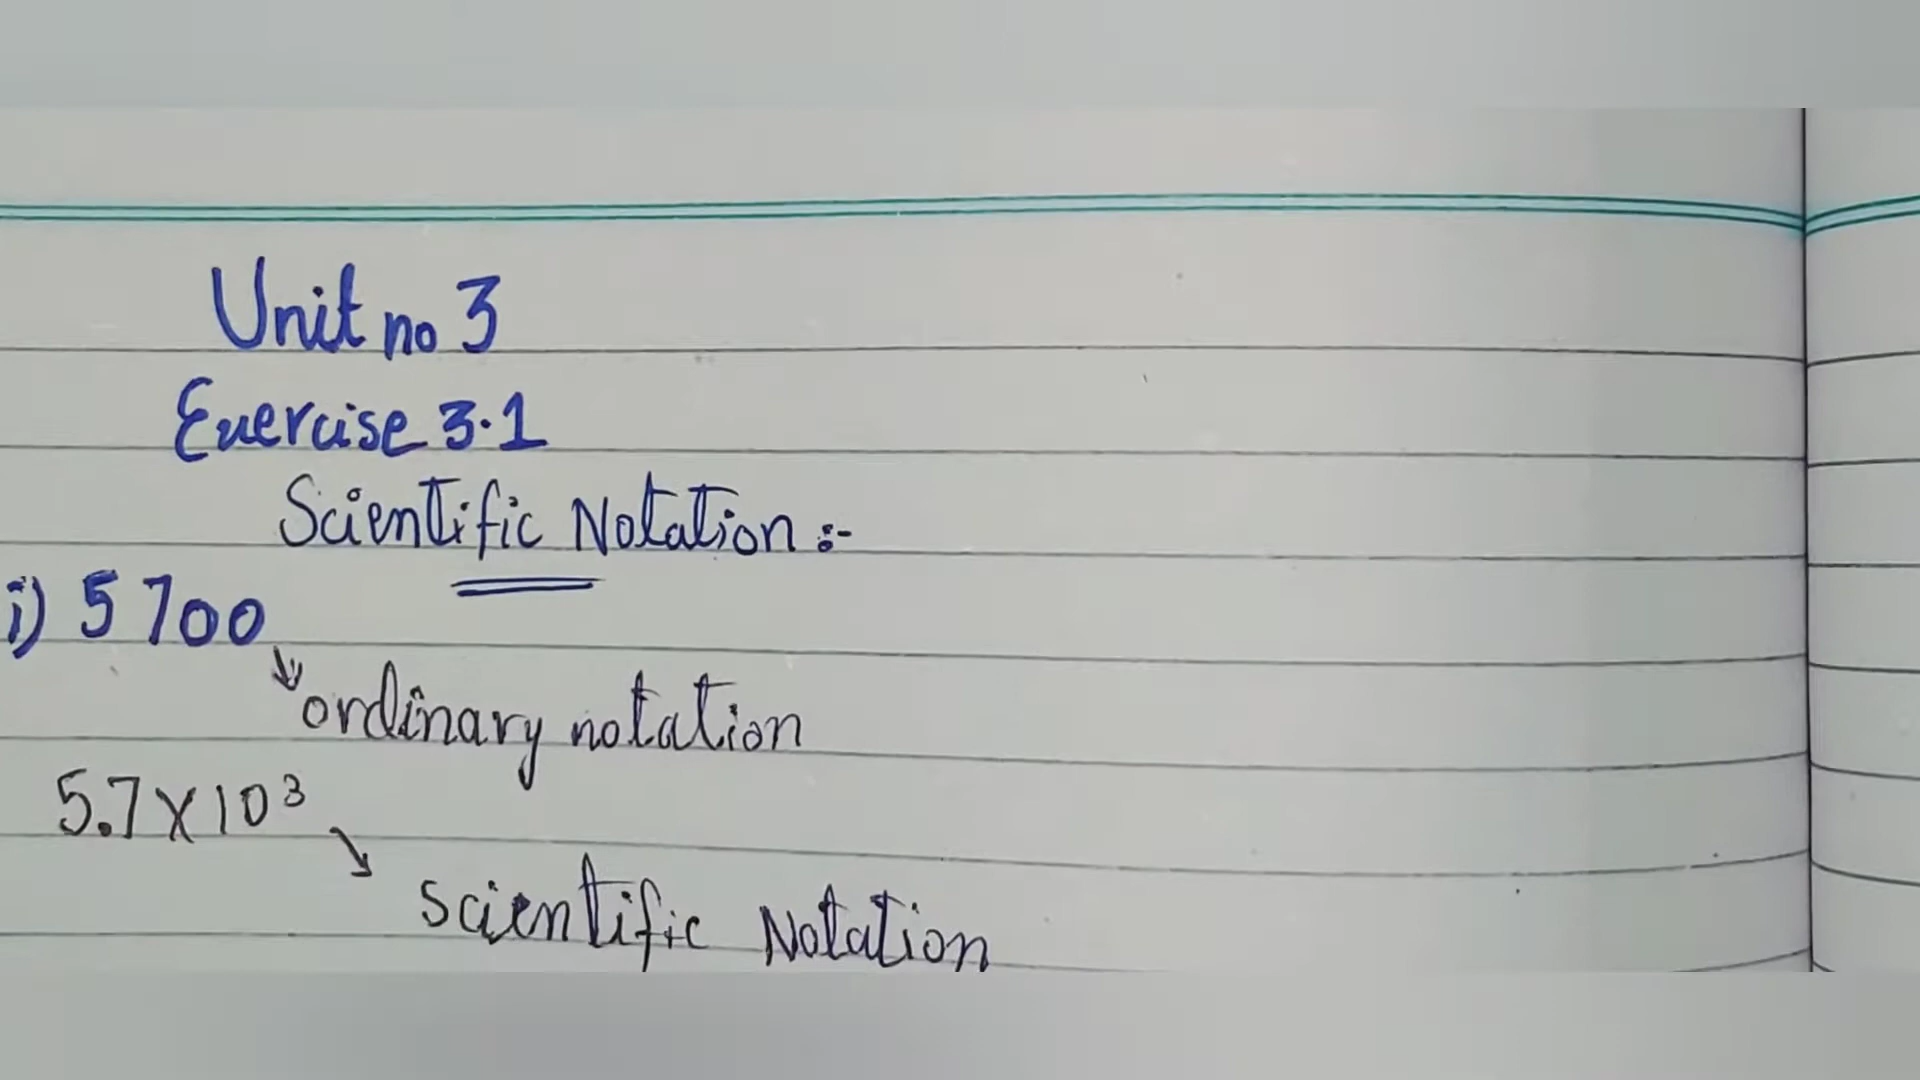 Unit no 3
Exercise 3.1
Scientific Notation :-
i) 5700
ordinary notation
5.7 X 10³
scientific Notation